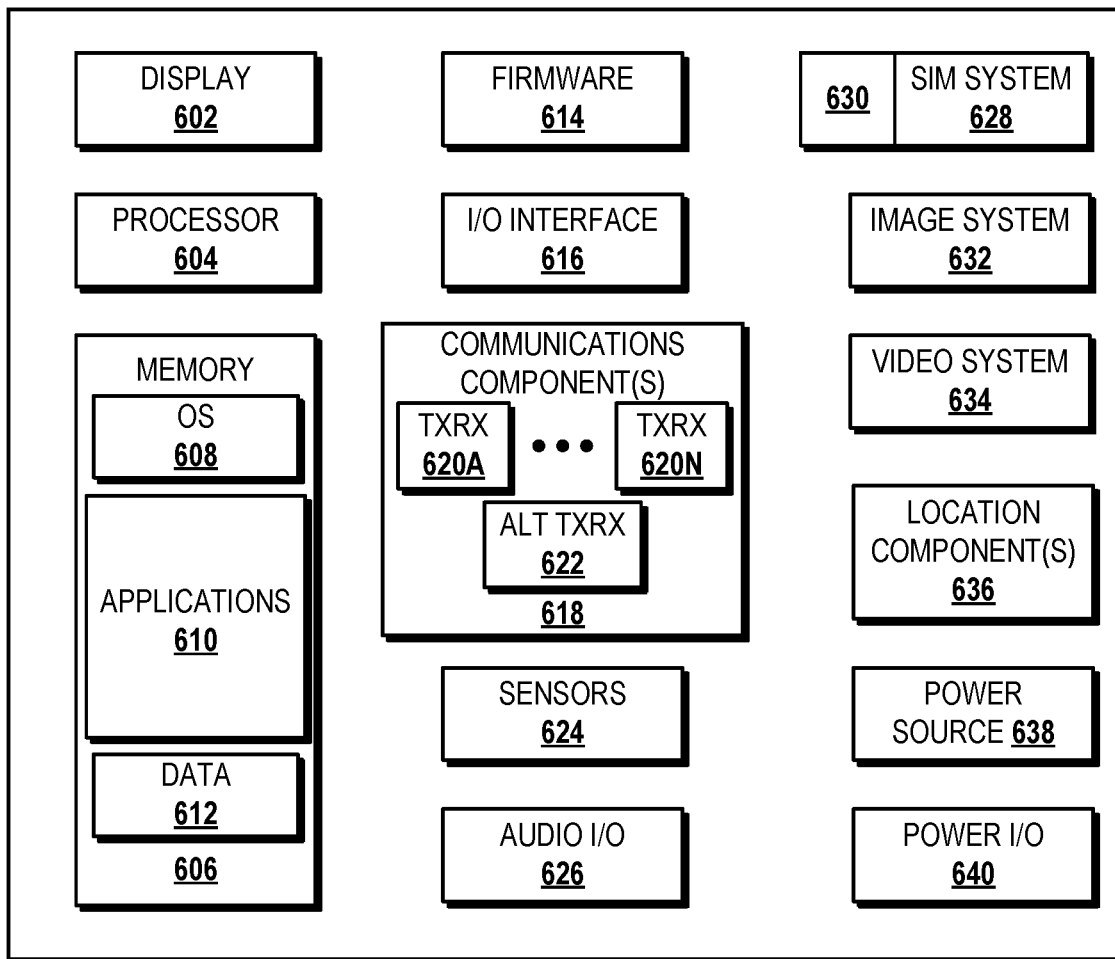 DISPLAY
602
PROCESSOR
604
MEMORY
OS
608
APPLICATIONS
610
DATA
612
606
FIRMWARE
614
I/O INTERFACE
616
COMMUNICATIONS
COMPONENT(S)
TXRX
620A
•••
TXRX
620N
ALT TXRX
622
618
SENSORS
624
AUDIO I/O
626
630
SIM SYSTEM
628
IMAGE SYSTEM
632
VIDEO SYSTEM
634
LOCATION
COMPONENT(S)
636
POWER
SOURCE 638
POWER I/O
640